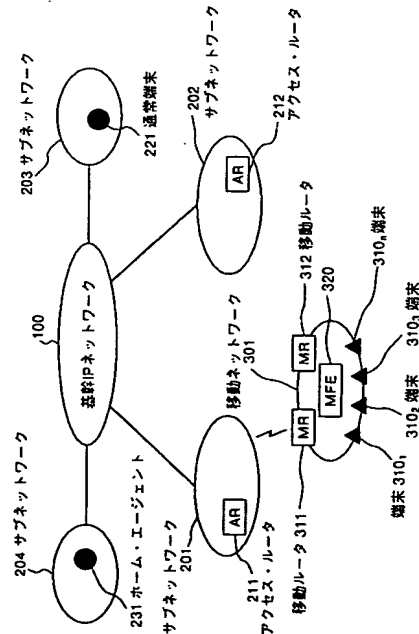 203 サブネットワーク
221 通常端末
202
サブネットワーク
AR
212
アクセス・ルータ
100
基幹IPネットワーク
移動ネットワーク
301
312 移動ルータ
320
MR
MFE
MR
310n 端末
310₃ 端末
310₂ 端末
端末 310₁
移動ルータ 311
204 サブネットワーク
231 ホーム・エージェント
サブネットワーク
201
AR
211
アクセス・ルータ